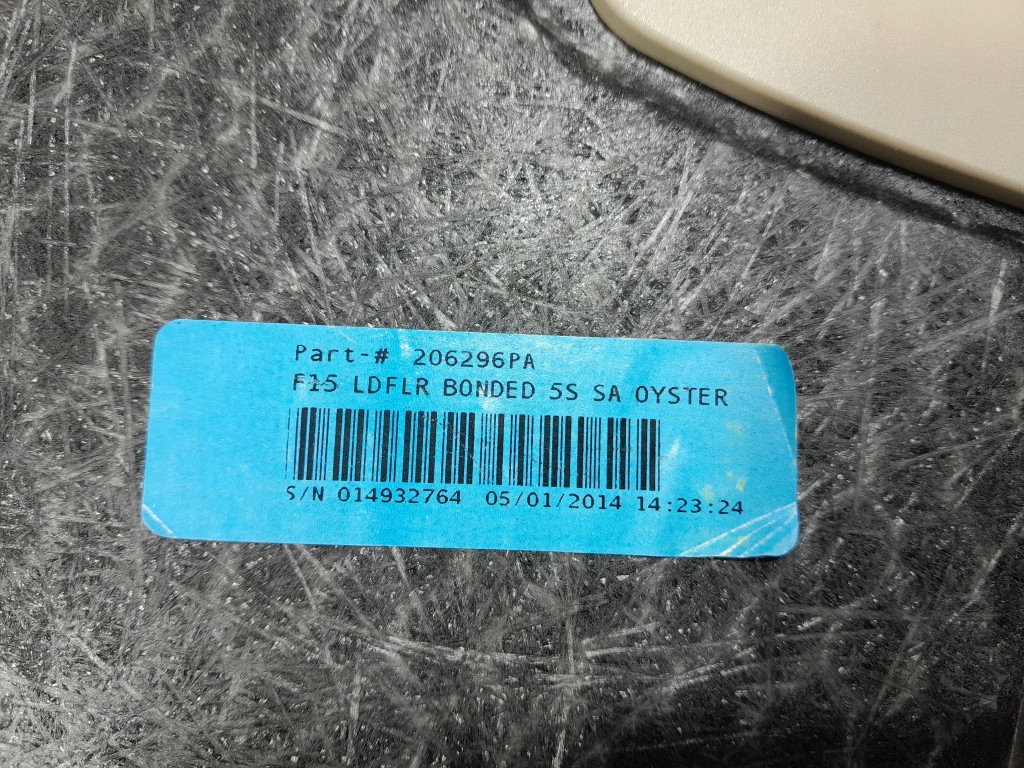 Part-# 206296PA
F15 LDFLR BONDED 5S SA OYSTER
S/N 014932764 05/01/2014 14:23:24